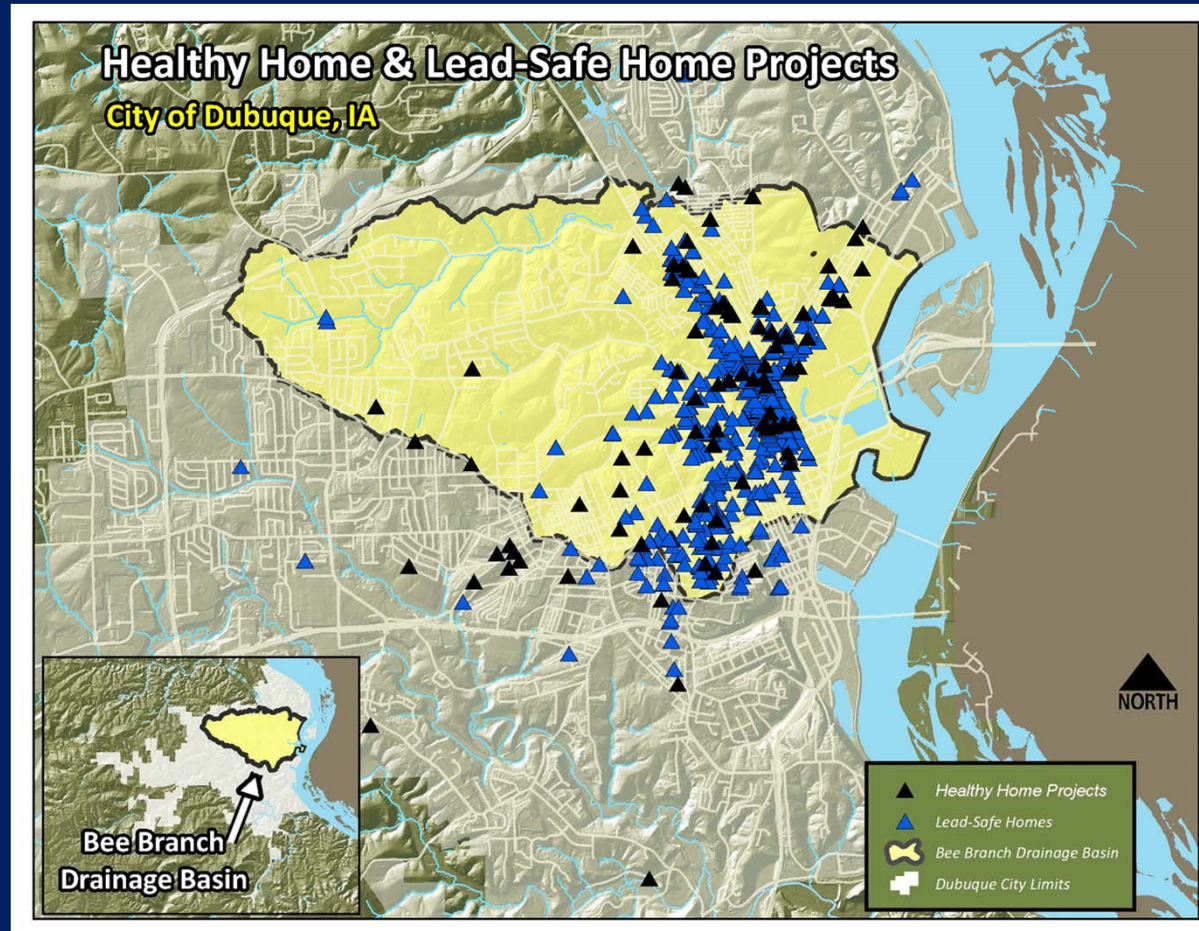 Healthy Home & Lead-Safe Home Projects
City of Dubuque, IA
NORTH
Bee Branch
Drainage Basin
Healthy Home Projects
Lead-Safe Homes
Bee Branch Drainage Basin
Dubuque City Limits